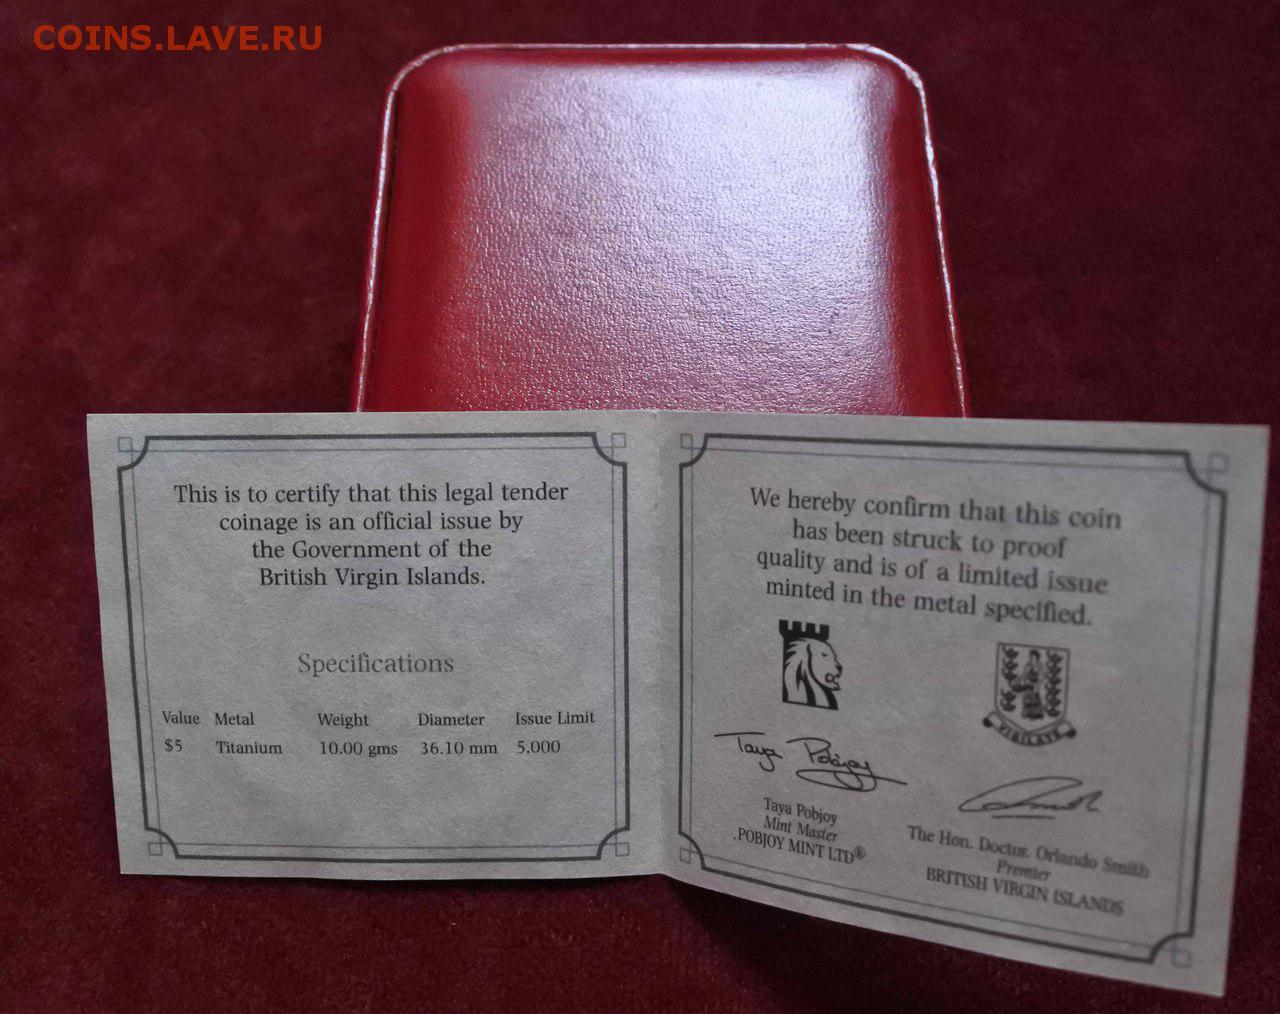 COINS.LAVE.RU
This is to certify that this legal tender
coinage is an official issue by
the Government of the
British Virgin Islands.
Specifications
Value Metal Weight Diameter Issue Limit
$5 Titanium 10.00 gms 36.10 mm 5,000
We hereby confirm that this coin
has been struck to proof
quality and is of a limited issue
minted in the metal specified.
VIGILATE
Taya Pobjoy
Taya Pobjoy
Mint Master
.POBJOY MINT LTD®
The Hon. Doctor. Orlando Smith
Premier
BRITISH VIRGIN ISLANDS